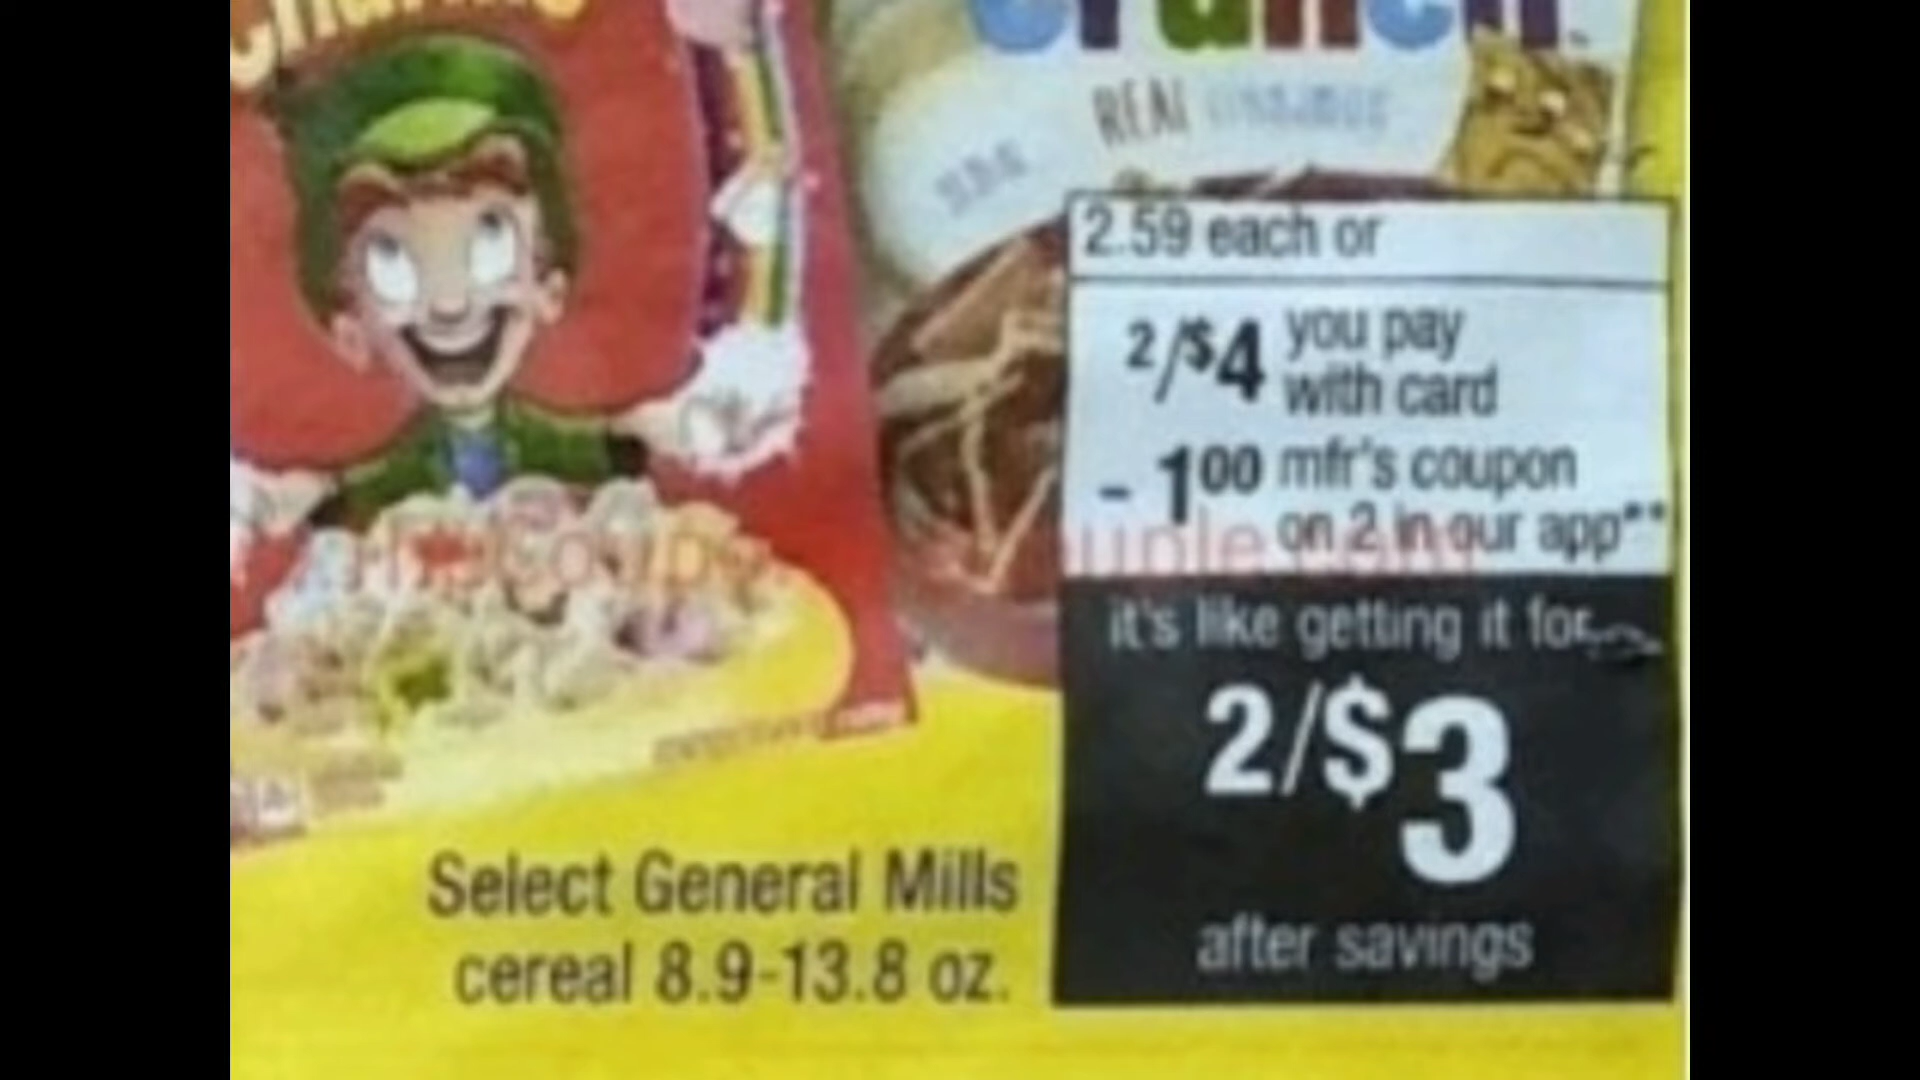 Charms
Crunch
REAL
2.59 each or
2/$4 you pay
with card
- 1.00 mfr's coupon
on 2 in our app**
it's like getting it for
2/$3
after savings
Select General Mills
cereal 8.9-13.8 oz.